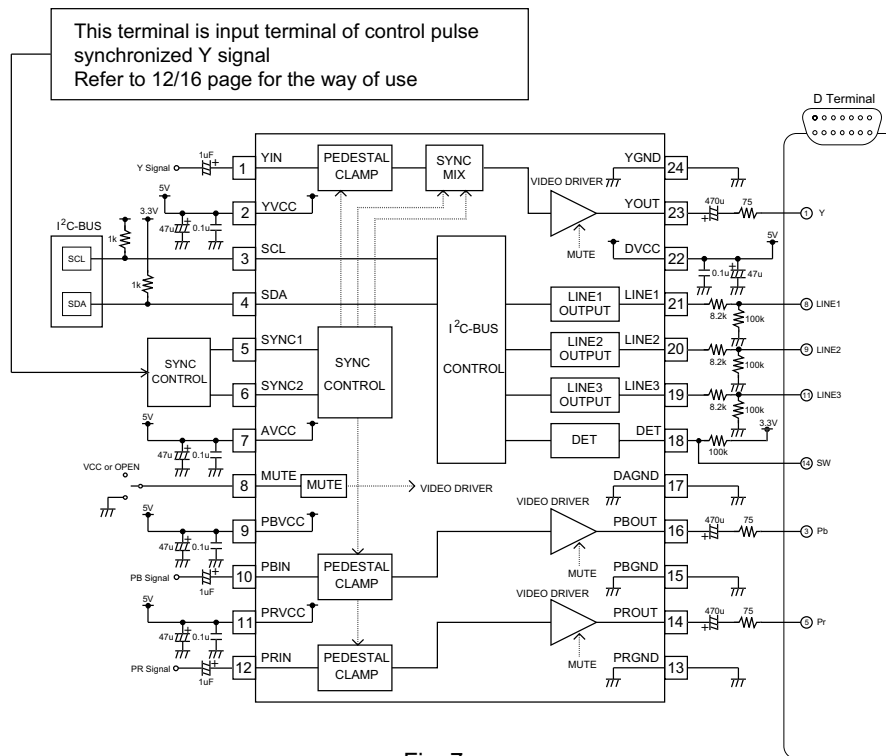 This terminal is input terminal of control pulse
synchronized Y signal
Refer to 12/16 page for the way of use
D Terminal
Y Signal
1uF
+
1
YIN
PEDESTAL
CLAMP
SYNC
MIX
VIDEO DRIVER
MUTE
YGND
24
5V
47u
+
0.1u
2
YVCC
YOUT
23
470u
+
75
1
Y
I²C-BUS
SCL
SDA
1k
3.3V
1k
3
SCL
DVCC
22
0.1u
+
47u
5V
4
SDA
I²C-BUS
CONTROL
LINE1
OUTPUT
LINE1
21
8.2k
100k
8
LINE1
SYNC
CONTROL
5
SYNC1
SYNC
CONTROL
LINE2
OUTPUT
LINE2
20
8.2k
100k
9
LINE2
6
SYNC2
LINE3
OUTPUT
LINE3
19
8.2k
100k
11
LINE3
5V
47u
+
0.1u
7
AVCC
DET
DET
18
100k
3.3V
14
SW
VCC or OPEN
8
MUTE
MUTE
VIDEO DRIVER
DAGND
17
5V
47u
+
0.1u
9
PBVCC
VIDEO DRIVER
MUTE
PBOUT
16
470u
+
75
3
Pb
PB Signal
1uF
+
10
PBIN
PEDESTAL
CLAMP
PBGND
15
5V
47u
+
0.1u
11
PRVCC
VIDEO DRIVER
MUTE
PROUT
14
470u
+
75
5
Pr
PR Signal
1uF
+
12
PRIN
PEDESTAL
CLAMP
PRGND
13